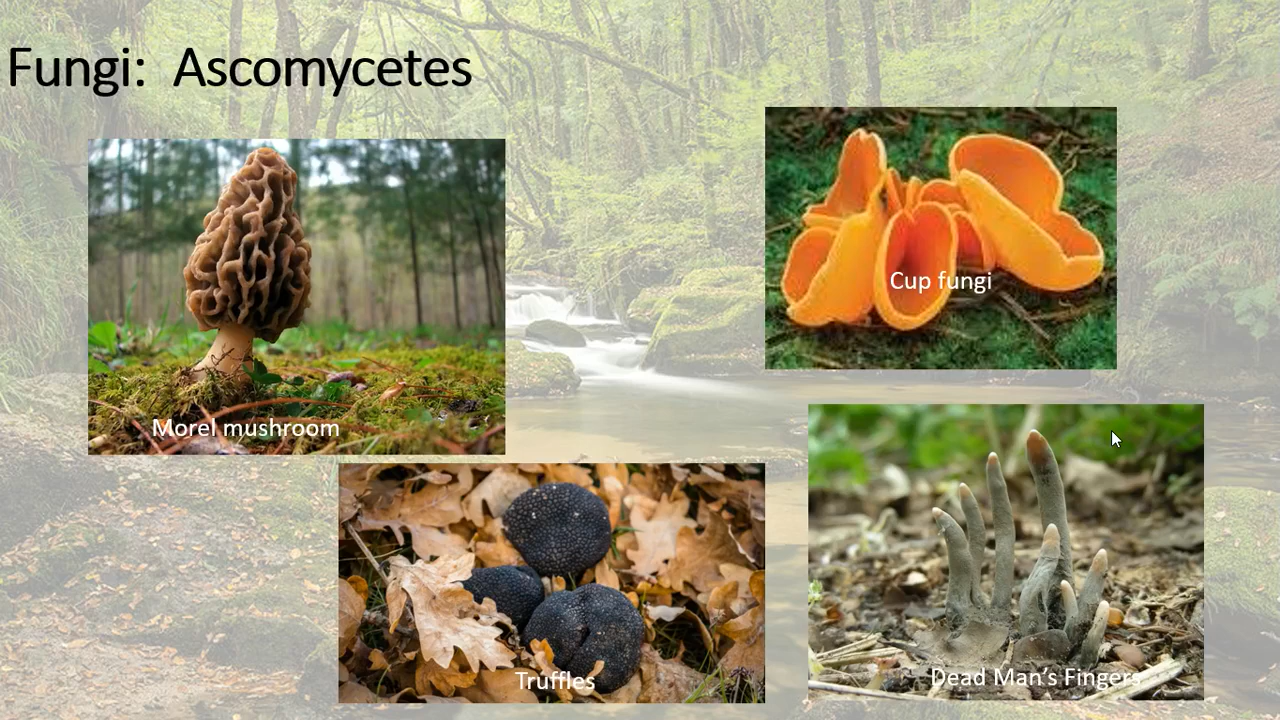 Fungi: Ascomycetes
Morel mushroom
Cup fungi
Truffles
Dead Man's Fingers